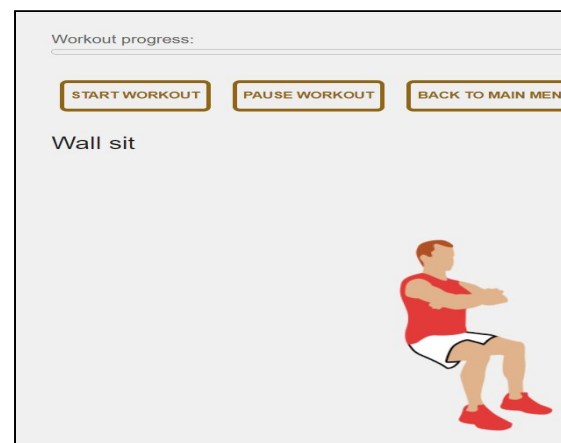 Workout progress:
START WORKOUT PAUSE WORKOUT BACK TO MAIN MEN
Wall sit